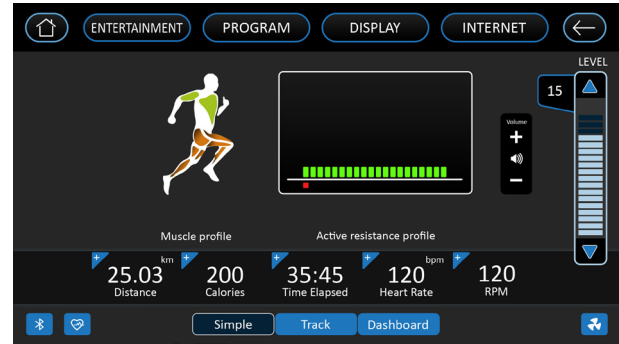 ENTERTAINMENT PROGRAM DISPLAY INTERNET
LEVEL
15
Volume
+
−
Muscle profile Active resistance profile
km bpm
25.03 200 35:45 120 120
Distance Calories Time Elapsed Heart Rate RPM
Simple Track Dashboard